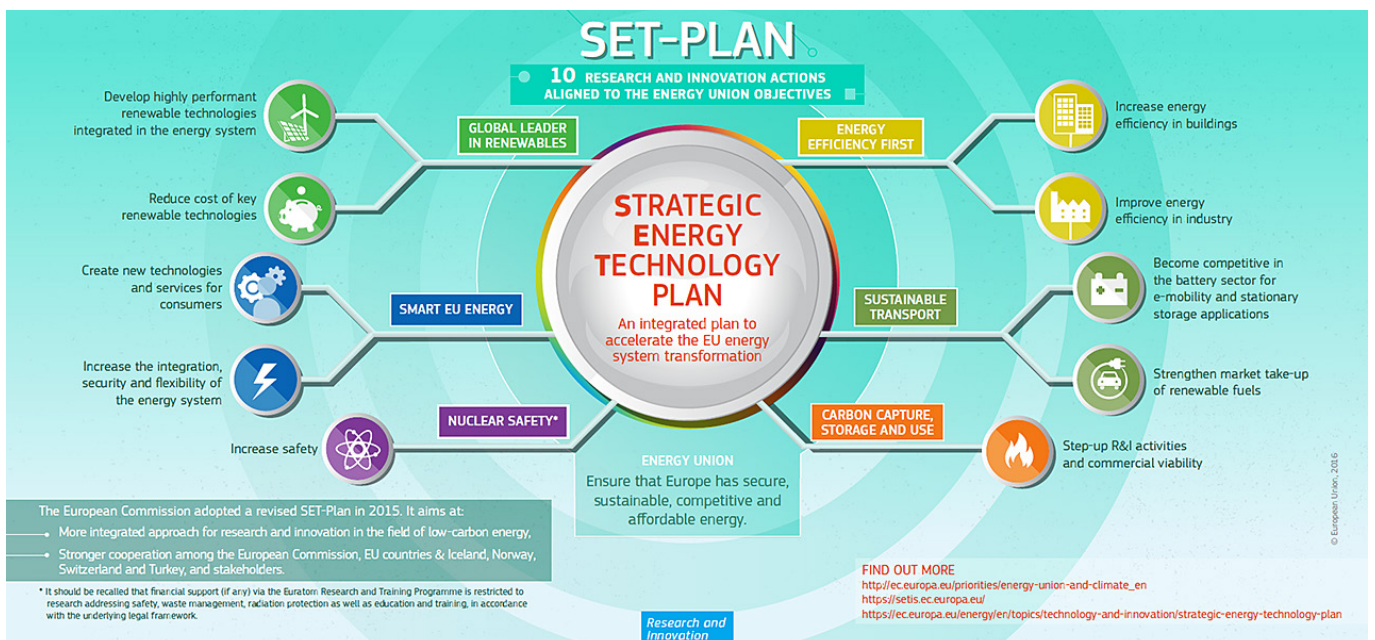 SET-PLAN
10 RESEARCH AND INNOVATION ACTIONS
ALIGNED TO THE ENERGY UNION OBJECTIVES
Develop highly performant
renewable technologies
integrated in the energy system
GLOBAL LEADER
IN RENEWABLES
Reduce cost of key
renewable technologies
Create new technologies
and services for
consumers
SMART EU ENERGY
Increase the integration,
security and flexibility of
the energy system
NUCLEAR SAFETY*
Increase safety
STRATEGIC
ENERGY
TECHNOLOGY
PLAN
An integrated plan to
accelerate the EU energy
system transformation
ENERGY
EFFICIENCY FIRST
Increase energy
efficiency in buildings
Improve energy
efficiency in industry
SUSTAINABLE
TRANSPORT
Become competitive in
the battery sector for
e-mobility and stationary
storage applications
Strengthen market take-up
of renewable fuels
CARBON CAPTURE,
STORAGE AND USE
Step-up R&I activities
and commercial viability
ENERGY UNION
Ensure that Europe has secure,
sustainable, competitive and
affordable energy.
The European Commission adopted a revised SET-Plan in 2015. It aims at:
More integrated approach for research and innovation in the field of low-carbon energy,
Stronger cooperation among the European Commission, EU countries & Iceland, Norway,
Switzerland and Turkey, and stakeholders.
* It should be recalled that financial support (if any) via the Euratom Research and Training Programme is restricted to
research addressing safety, waste management, radiation protection as well as education and training, in accordance
with the underlying legal framework.
Research and
Innovation
FIND OUT MORE
http://ec.europa.eu/priorities/energy-union-and-climate_en
https://setis.ec.europa.eu/
https://ec.europa.eu/energy/en/topics/technology-and-innovation/strategic-energy-technology-plan
© European Union, 2016